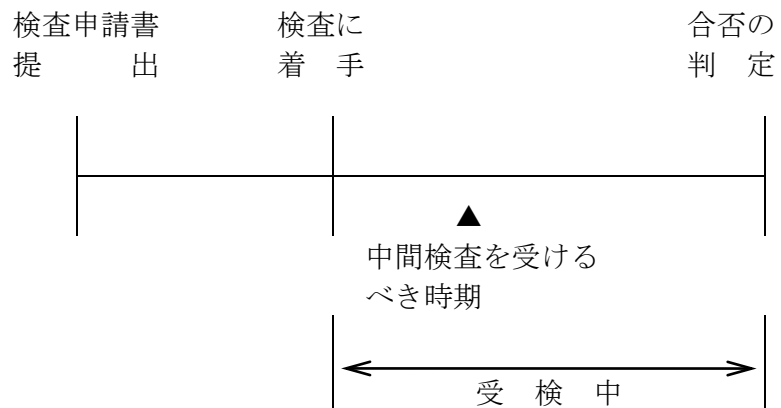 検査申請書
提　　　出
検査に
着　手
合否の
判　定
▲
中間検査を受ける
べき時期
受　検　中